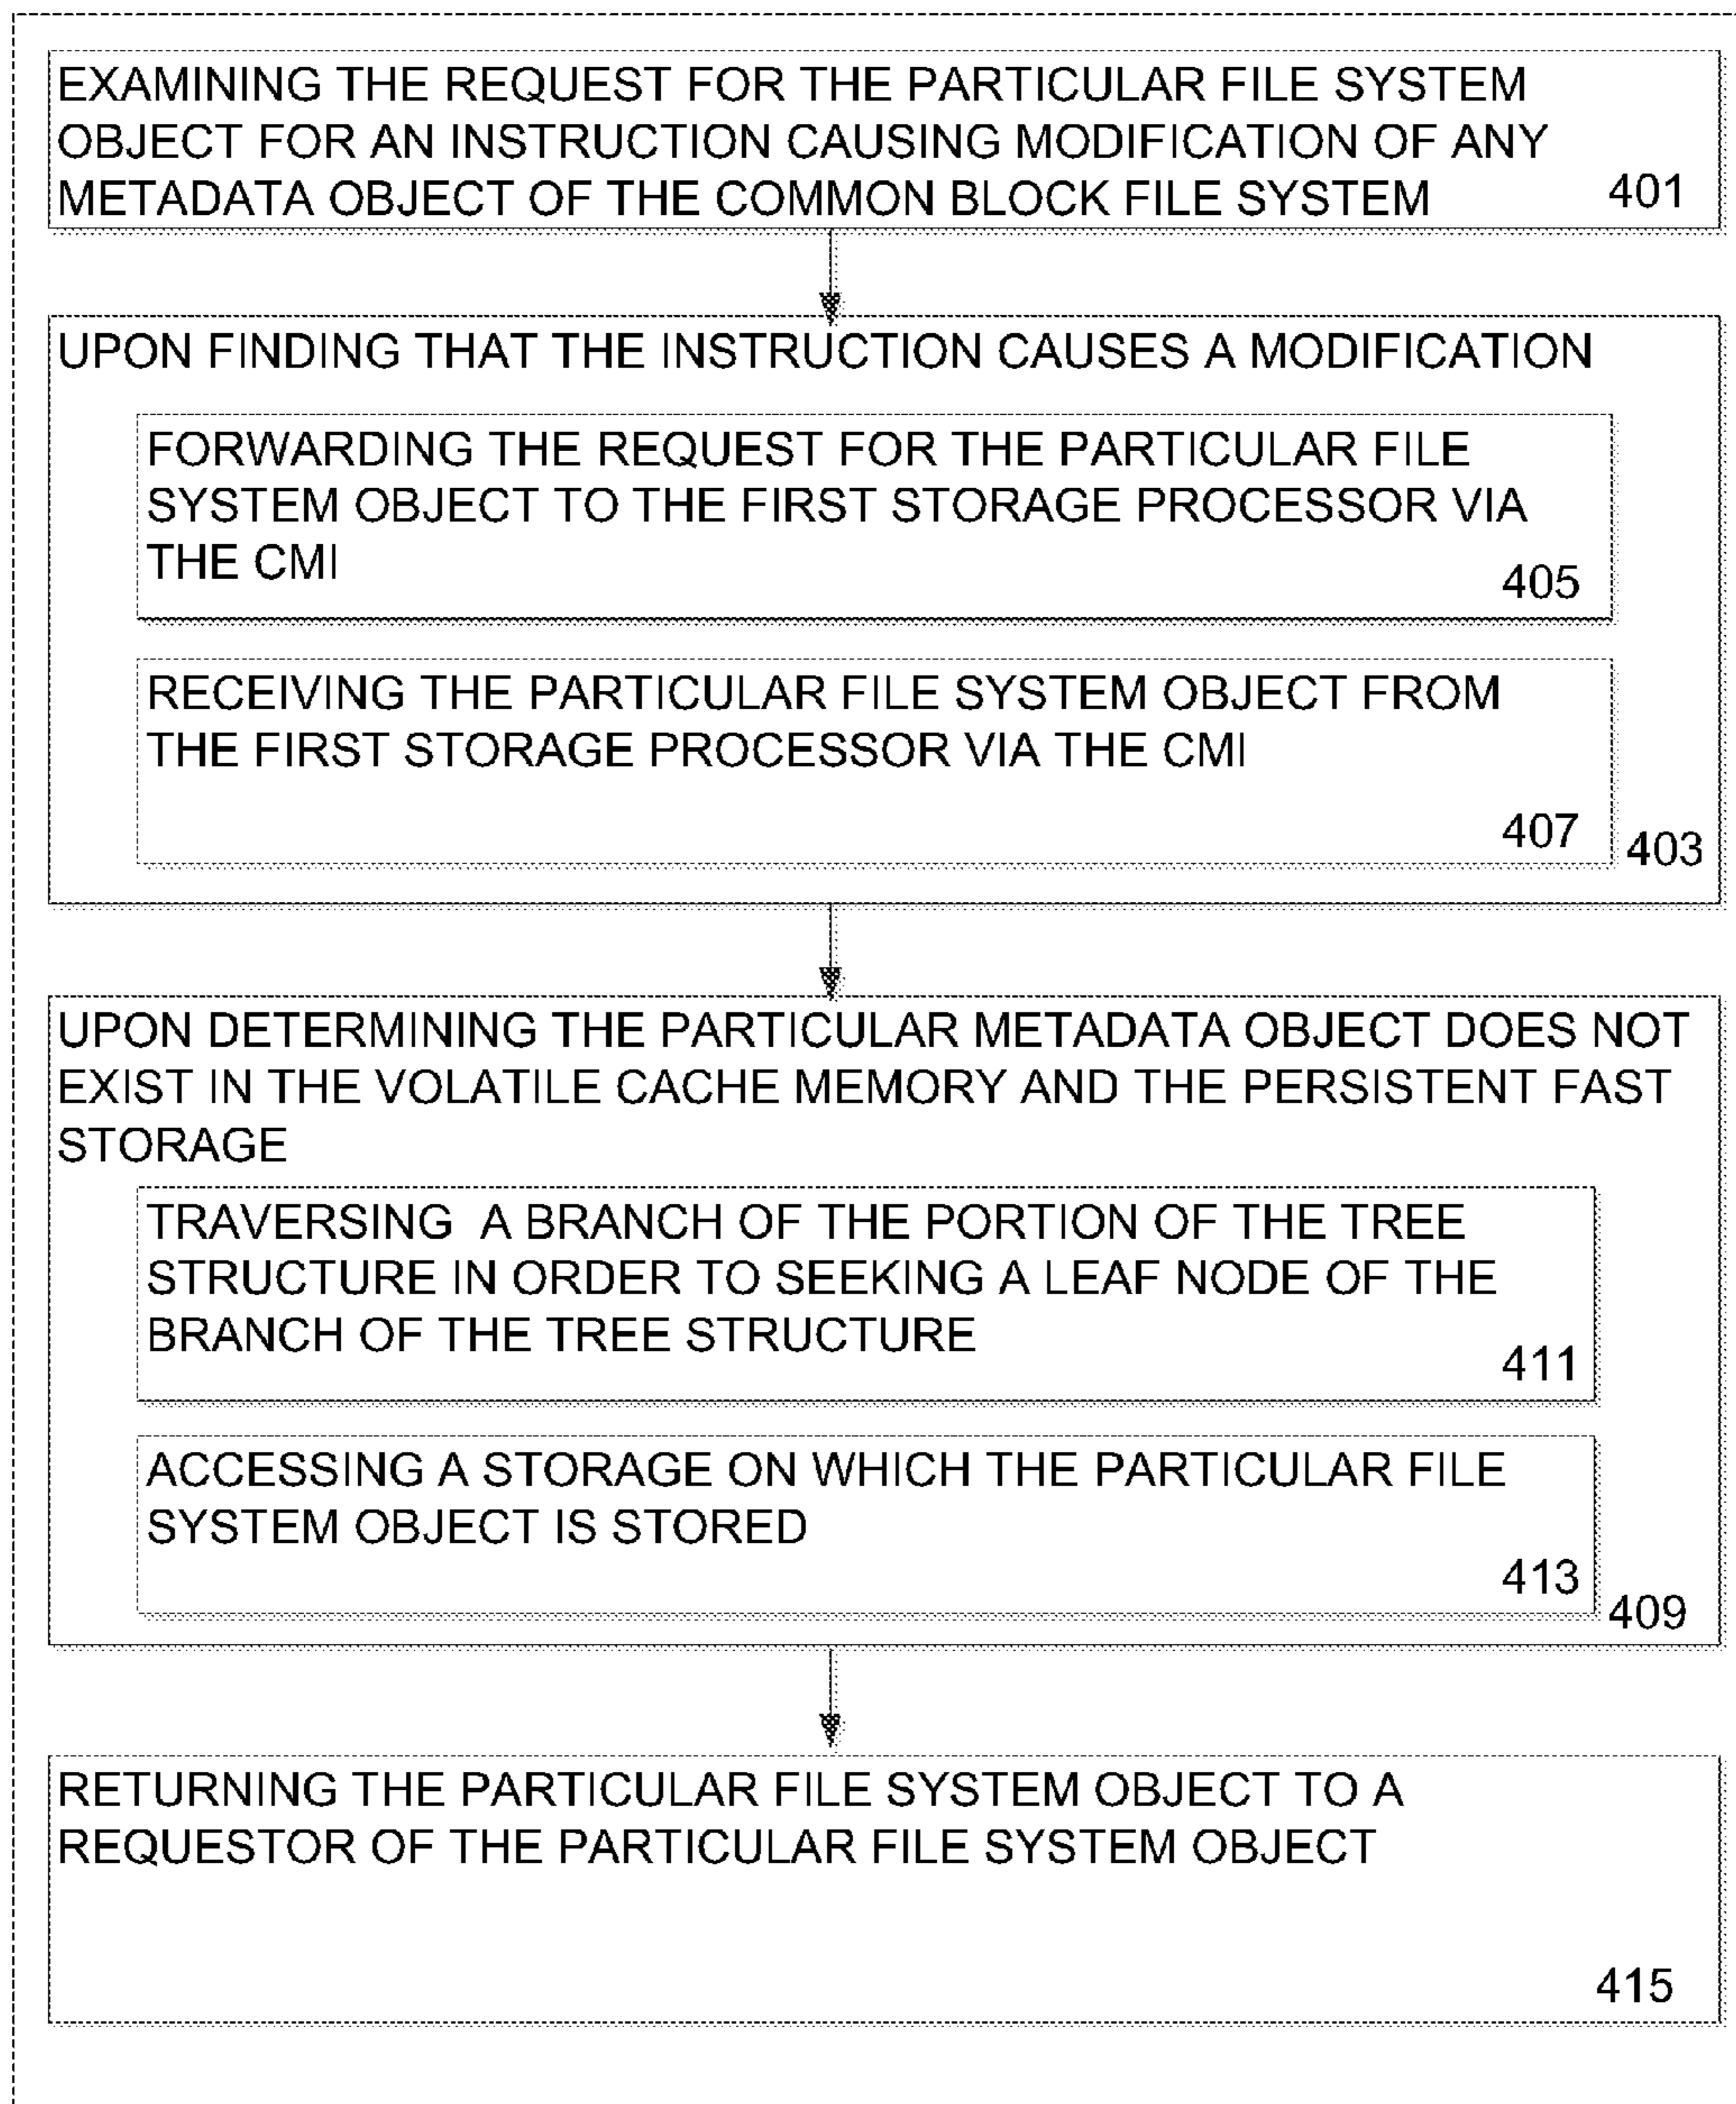 EXAMINING THE REQUEST FOR THE PARTICULAR FILE SYSTEM
OBJECT FOR AN INSTRUCTION CAUSING MODIFICATION OF ANY
METADATA OBJECT OF THE COMMON BLOCK FILE SYSTEM 401
UPON FINDING THAT THE INSTRUCTION CAUSES A MODIFICATION
FORWARDING THE REQUEST FOR THE PARTICULAR FILE
SYSTEM OBJECT TO THE FIRST STORAGE PROCESSOR VIA
THE CMI
405
RECEIVING THE PARTICULAR FILE SYSTEM OBJECT FROM
THE FIRST STORAGE PROCESSOR VIA THE CMI
407
403
UPON DETERMINING THE PARTICULAR METADATA OBJECT DOES NOT
EXIST IN THE VOLATILE CACHE MEMORY AND THE PERSISTENT FAST
STORAGE
TRAVERSING A BRANCH OF THE PORTION OF THE TREE
STRUCTURE IN ORDER TO SEEKING A LEAF NODE OF THE
BRANCH OF THE TREE STRUCTURE
411
ACCESSING A STORAGE ON WHICH THE PARTICULAR FILE
SYSTEM OBJECT IS STORED
413
409
RETURNING THE PARTICULAR FILE SYSTEM OBJECT TO A
REQUESTOR OF THE PARTICULAR FILE SYSTEM OBJECT
415